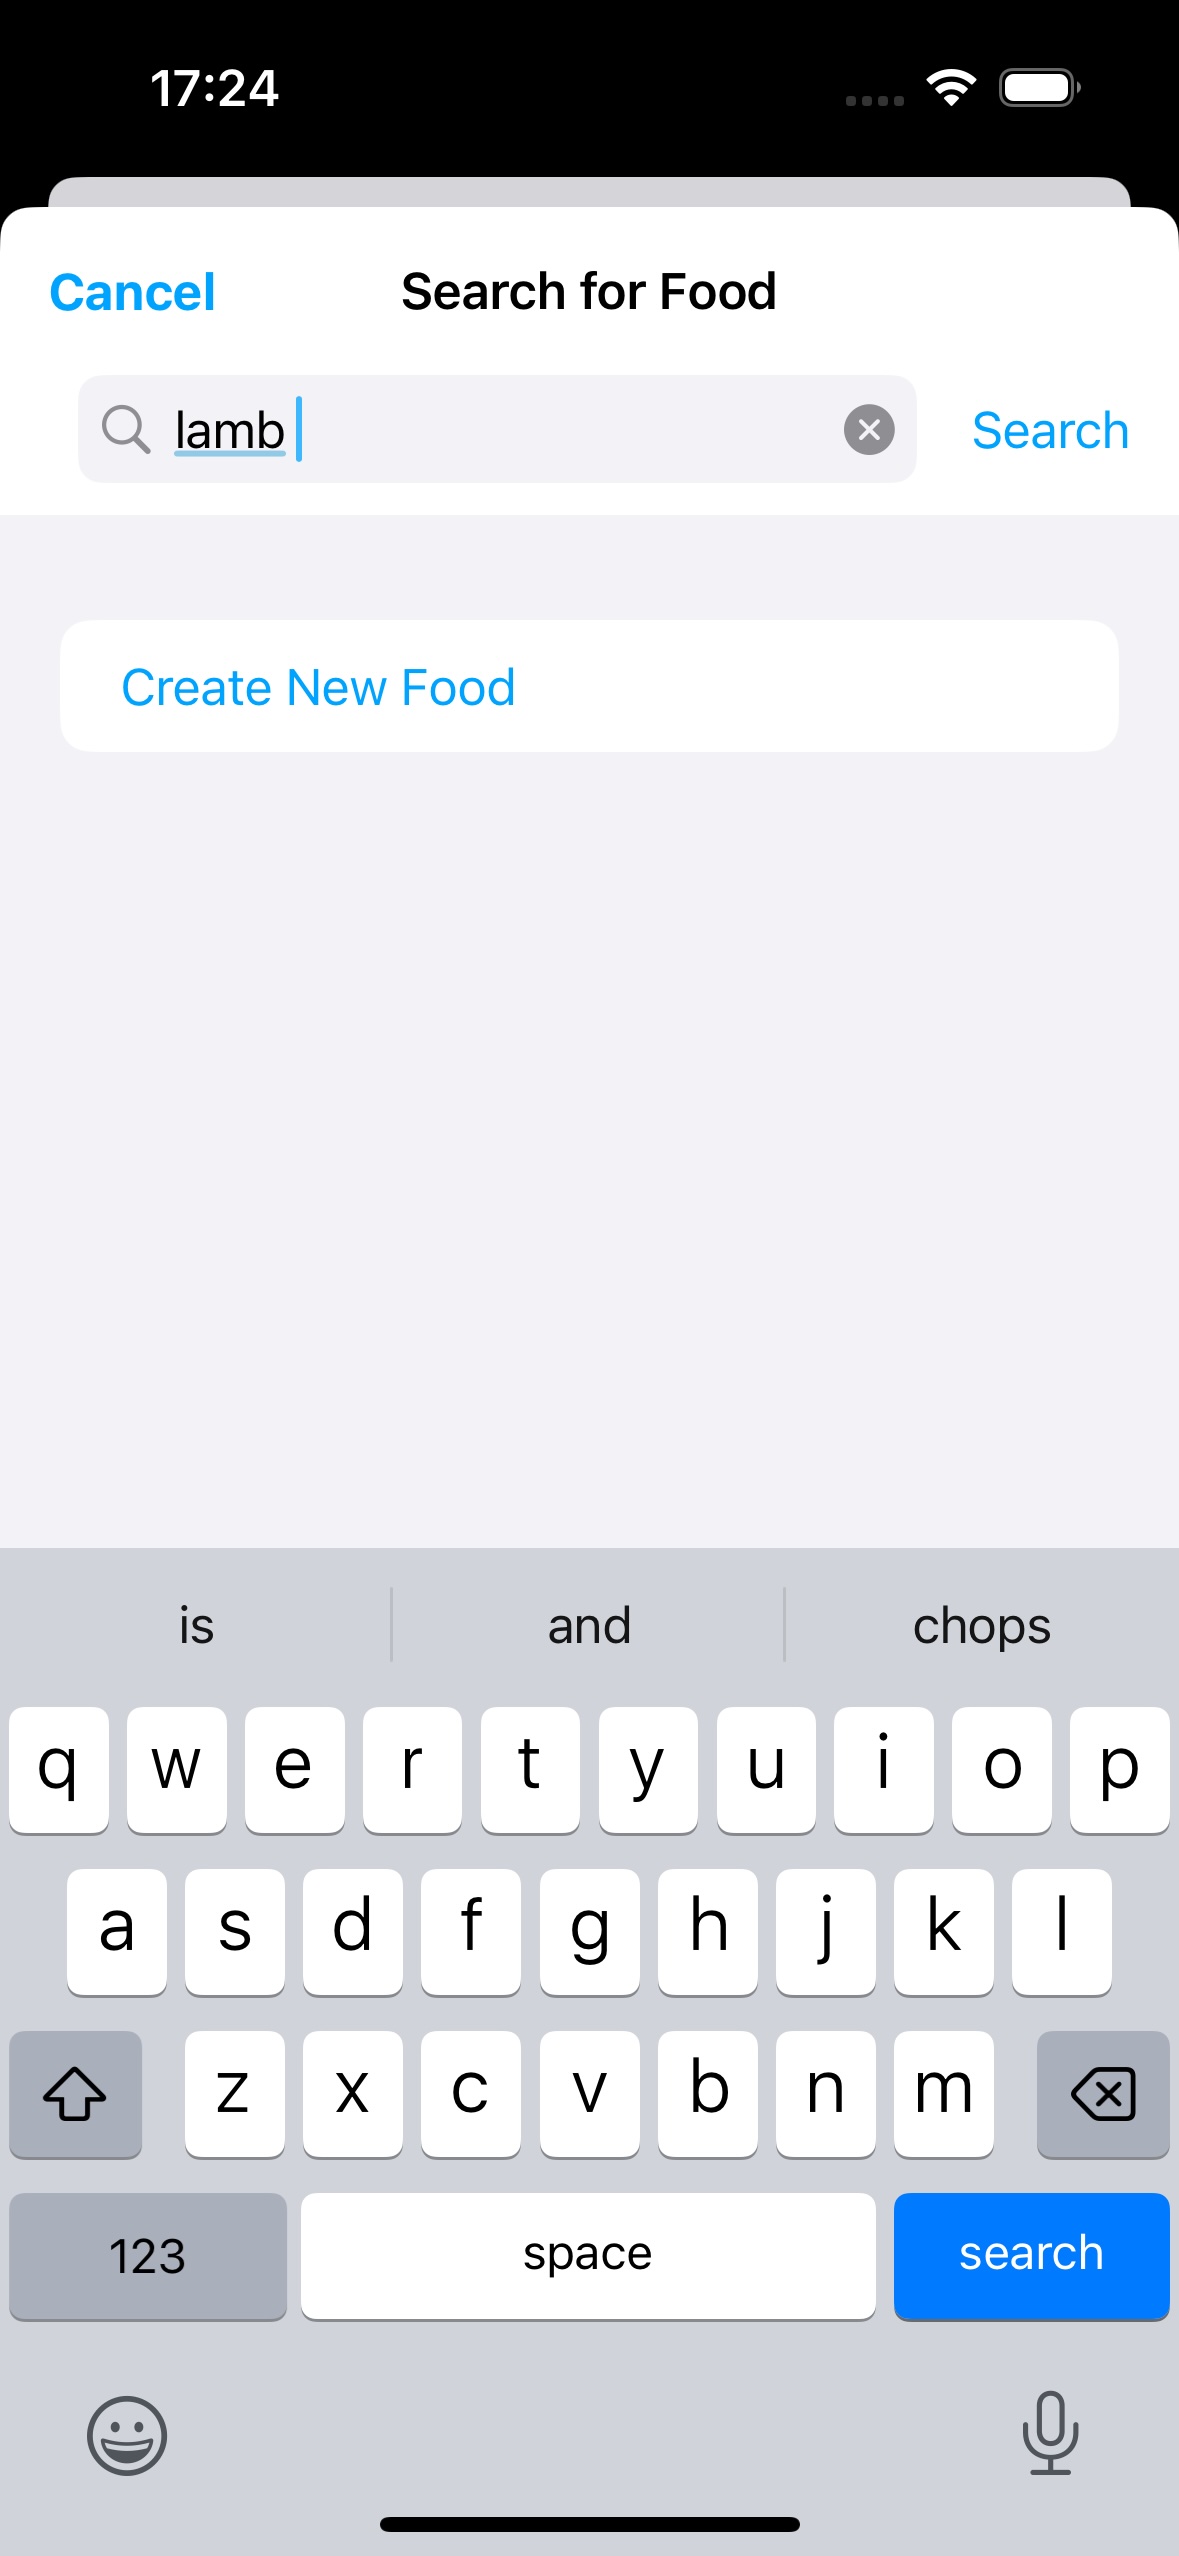 17:24
Cancel Search for Food
lamb Search
Create New Food
is and chops
q w e r t y u i o p
a s d f g h j k l
z x c v b n m
123 space search